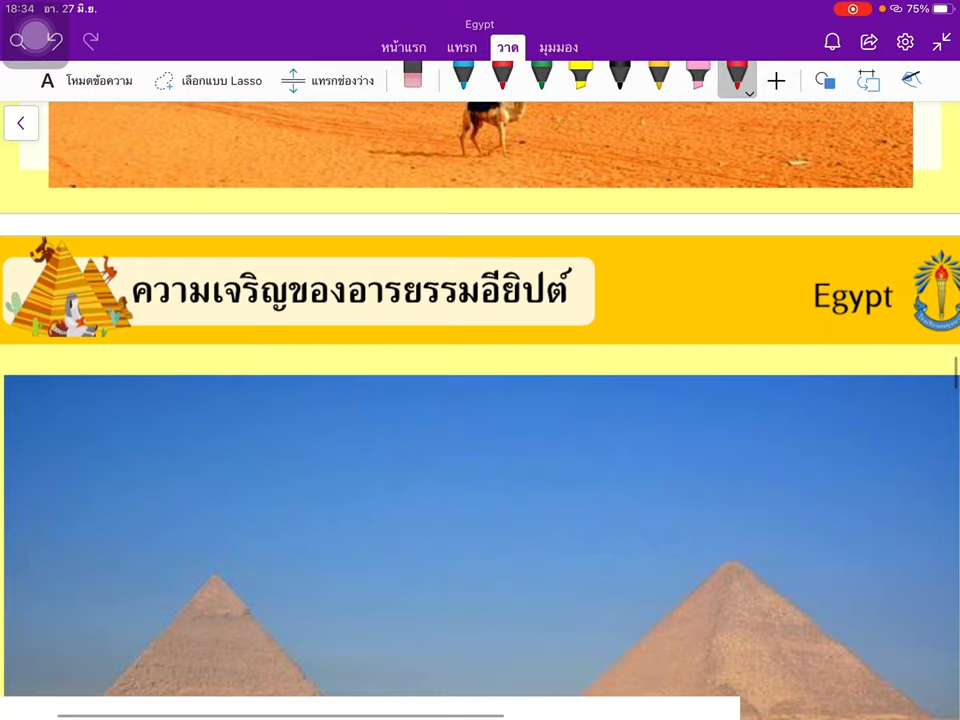 18:34 อา. 27 มิ.ย.
75%
Egypt
หน้าแรก แทรก วาด มุมมอง
A โหมดข้อความ เลือกแบบ Lasso แทรกช่องว่าง
ความเจริญของอารยธรรมอียิปต์
Egypt